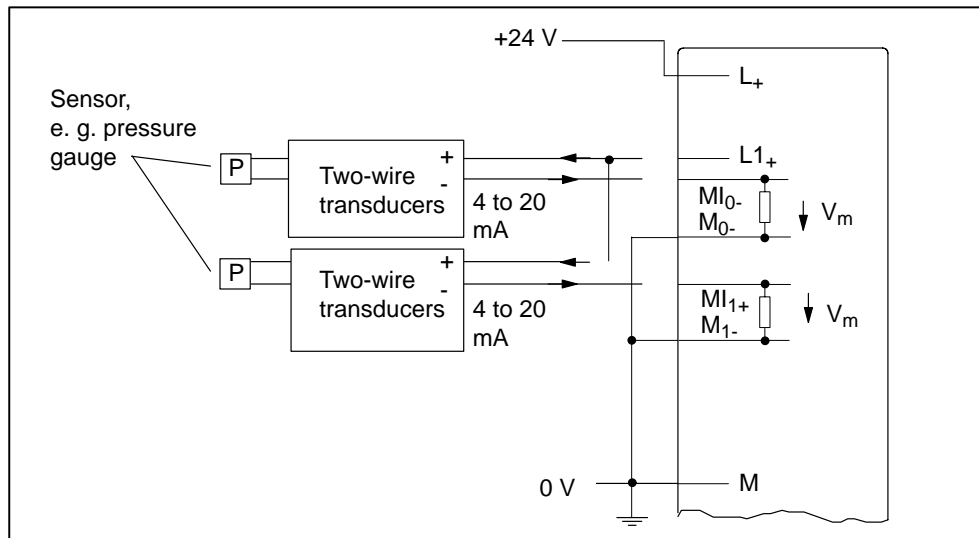 +24 V
L+
Sensor,
e. g. pressure
gauge
P
Two-wire
transducers
+
-
4 to 20
mA
L1+
MI0-
M0-
Vm
P
Two-wire
transducers
+
-
4 to 20
mA
MI1+
M1-
Vm
0 V
M